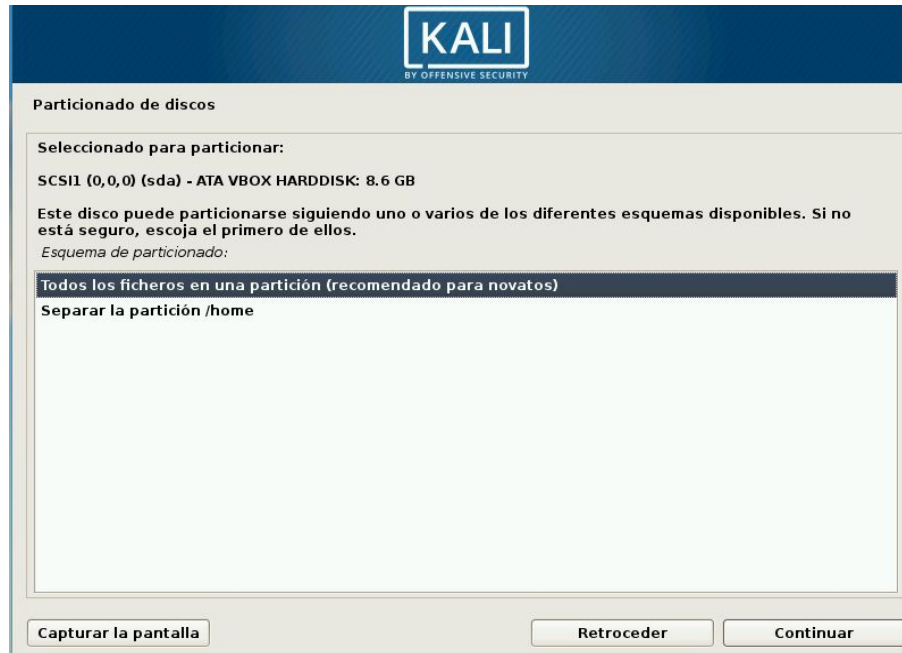 KALI
BY OFFENSIVE SECURITY
Particionado de discos
Seleccionado para particionar:
SCSI1 (0,0,0) (sda) - ATA VBOX HARDDISK: 8.6 GB
Este disco puede particionarse siguiendo uno o varios de los diferentes esquemas disponibles. Si no
está seguro, escoja el primero de ellos.
Esquema de particionado:
Todos los ficheros en una partición (recomendado para novatos)
Separar la partición /home
Capturar la pantalla
Retroceder
Continuar